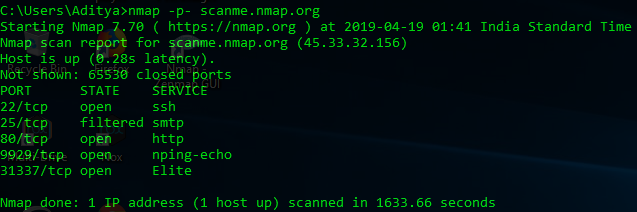 C:\Users\Aditya>nmap -p- scanme.nmap.org
Starting Nmap 7.70 ( https://nmap.org ) at 2019-04-19 01:41 India Standard Time
Nmap scan report for scanme.nmap.org (45.33.32.156)
Host is up (0.28s latency).
Not shown: 65530 closed ports
PORT STATE SERVICE
22/tcp open ssh
25/tcp filtered smtp
80/tcp open http
9929/tcp open nping-echo
31337/tcp open Elite
Nmap done: 1 IP address (1 host up) scanned in 1633.66 seconds